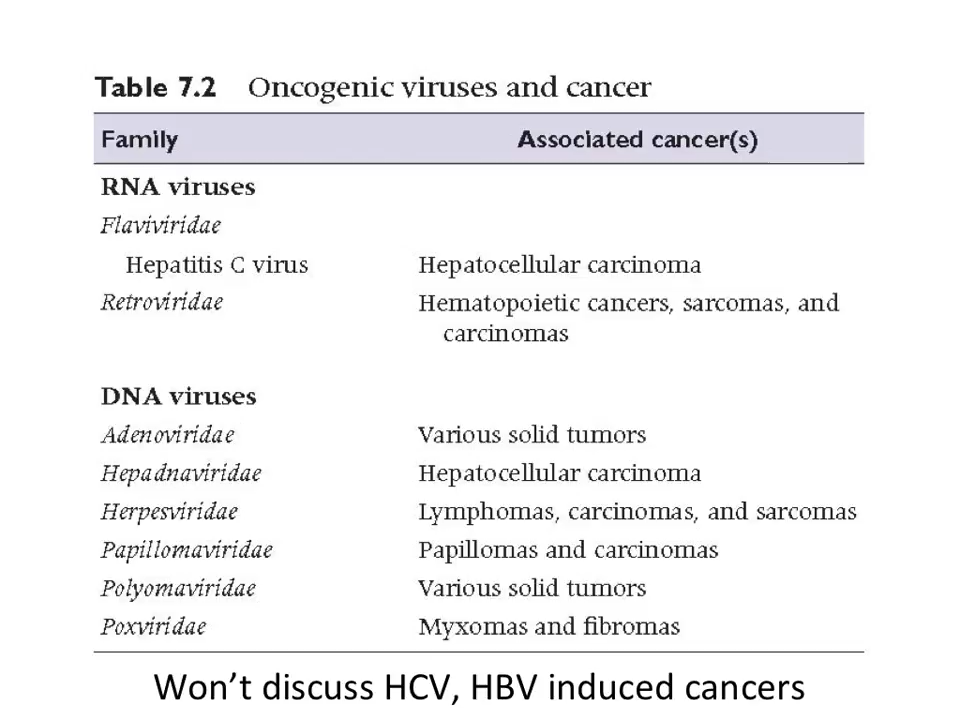 Table 7.2 Oncogenic viruses and cancer
Family Associated cancer(s)
RNA viruses
Flaviviridae
Hepatitis C virus Hepatocellular carcinoma
Retroviridae Hematopoietic cancers, sarcomas, and
carcinomas
DNA viruses
Adenoviridae Various solid tumors
Hepadnaviridae Hepatocellular carcinoma
Herpesviridae Lymphomas, carcinomas, and sarcomas
Papillomaviridae Papillomas and carcinomas
Polyomaviridae Various solid tumors
Poxviridae Myxomas and fibromas
Won’t discuss HCV, HBV induced cancers